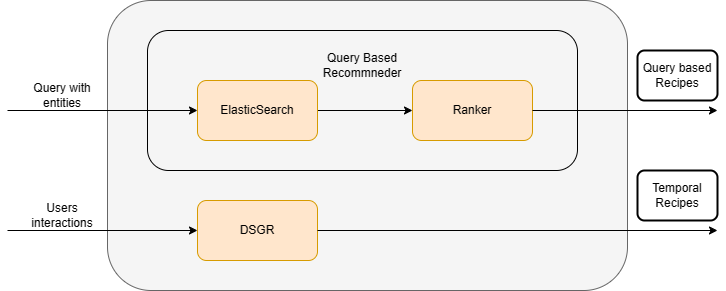 Query Based
Recommneder
Query with
entities
ElasticSearch
Ranker
Query based
Recipes
Users
interactions
DSGR
Temporal
Recipes